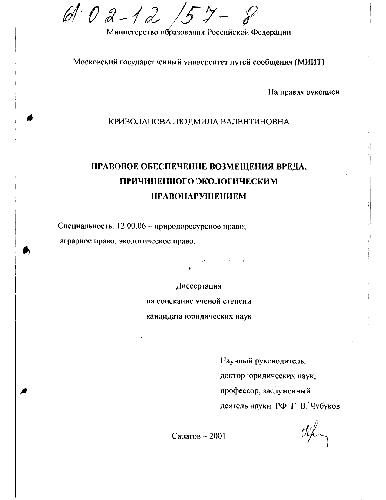 61 02-12/57-8
Министерство образования Российской Федерации
Московский государственный университет путей сообщения (МИИТ)
На правах рукописи
КРИВОЛАПОВА ЛЮДМИЛА ВАЛЕНТИНОВНА
ПРАВОВОЕ ОБЕСПЕЧЕНИЕ ВОЗМЕЩЕНИЯ ВРЕДА,
ПРИЧИНЕННОГО ЭКОЛОГИЧЕСКИМ
ПРАВОНАРУШЕНИЕМ
Специальность: 12.00.06 – природоресурсное право;
аграрное право; экологическое право.
Диссертация
на соискание ученой степени
кандидата юридических наук
Научный руководитель:
доктор юридических наук,
профессор, заслуженный
деятель науки РФ Г. В. Чубуков
Саратов – 2001